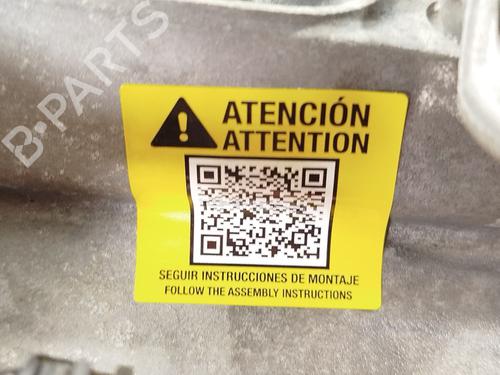 B-PARTS
ATENCIÓN
ATTENTION
SEGUIR INSTRUCCIONES DE MONTAJE
FOLLOW THE ASSEMBLY INSTRUCTIONS